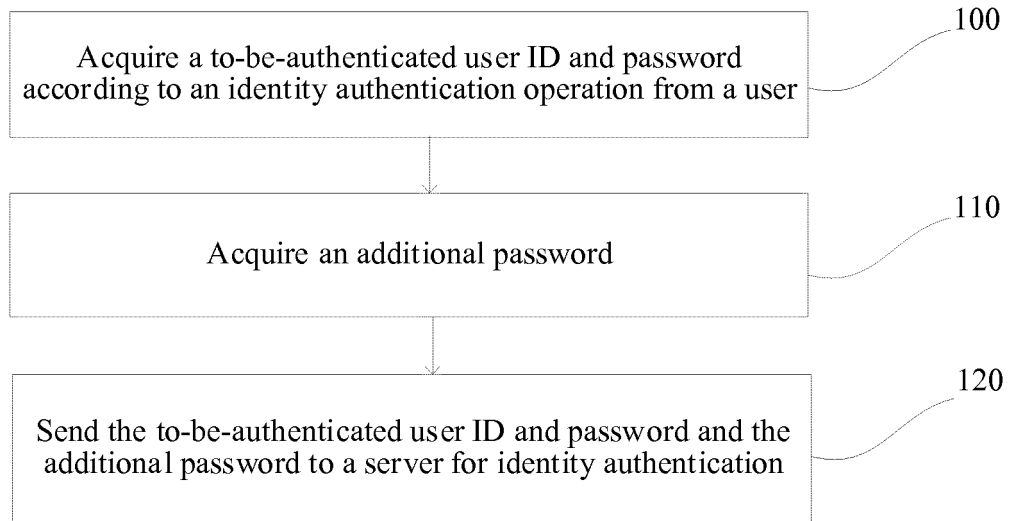 100
Acquire a to-be-authenticated user ID and password
according to an identity authentication operation from a user
110
Acquire an additional password
120
Send the to-be-authenticated user ID and password and the
additional password to a server for identity authentication